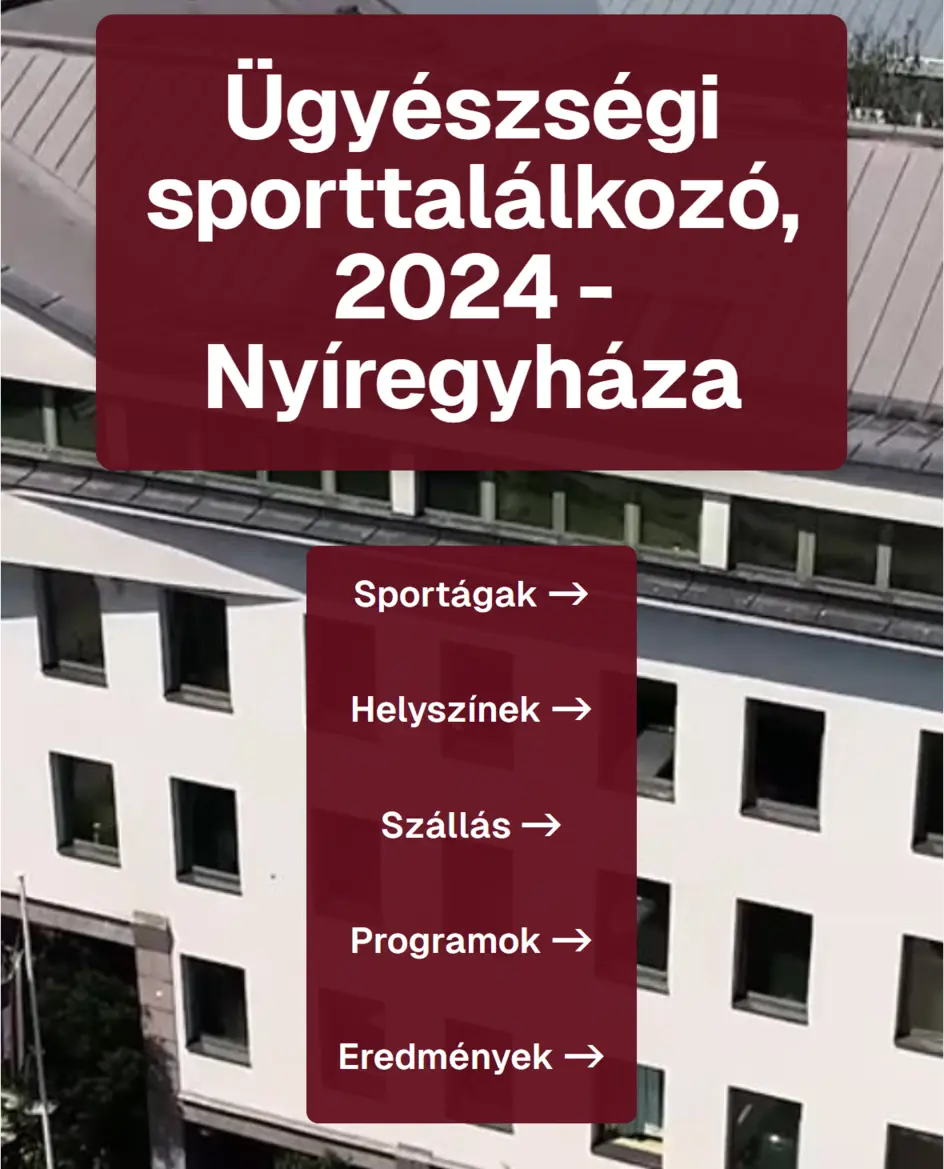 Ügyészségi
sporttalálkozó,
2024 -
Nyíregyháza
Sportágak →
Helyszínek →
Szállás →
Programok →
Eredmények →